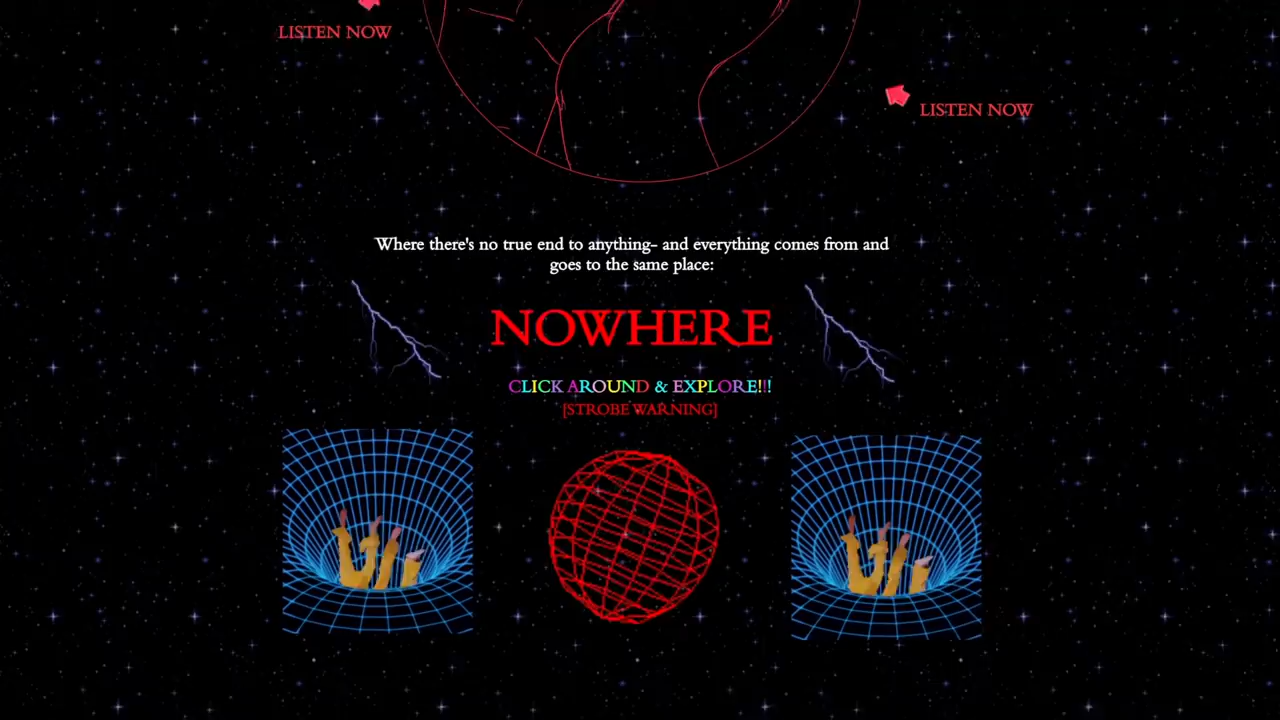 LISTEN NOW
LISTEN NOW
Where there's no true end to anything- and everything comes from and
goes to the same place:
NOWHERE
CLICK AROUND & EXPLORE!!!
[STROBE WARNING]